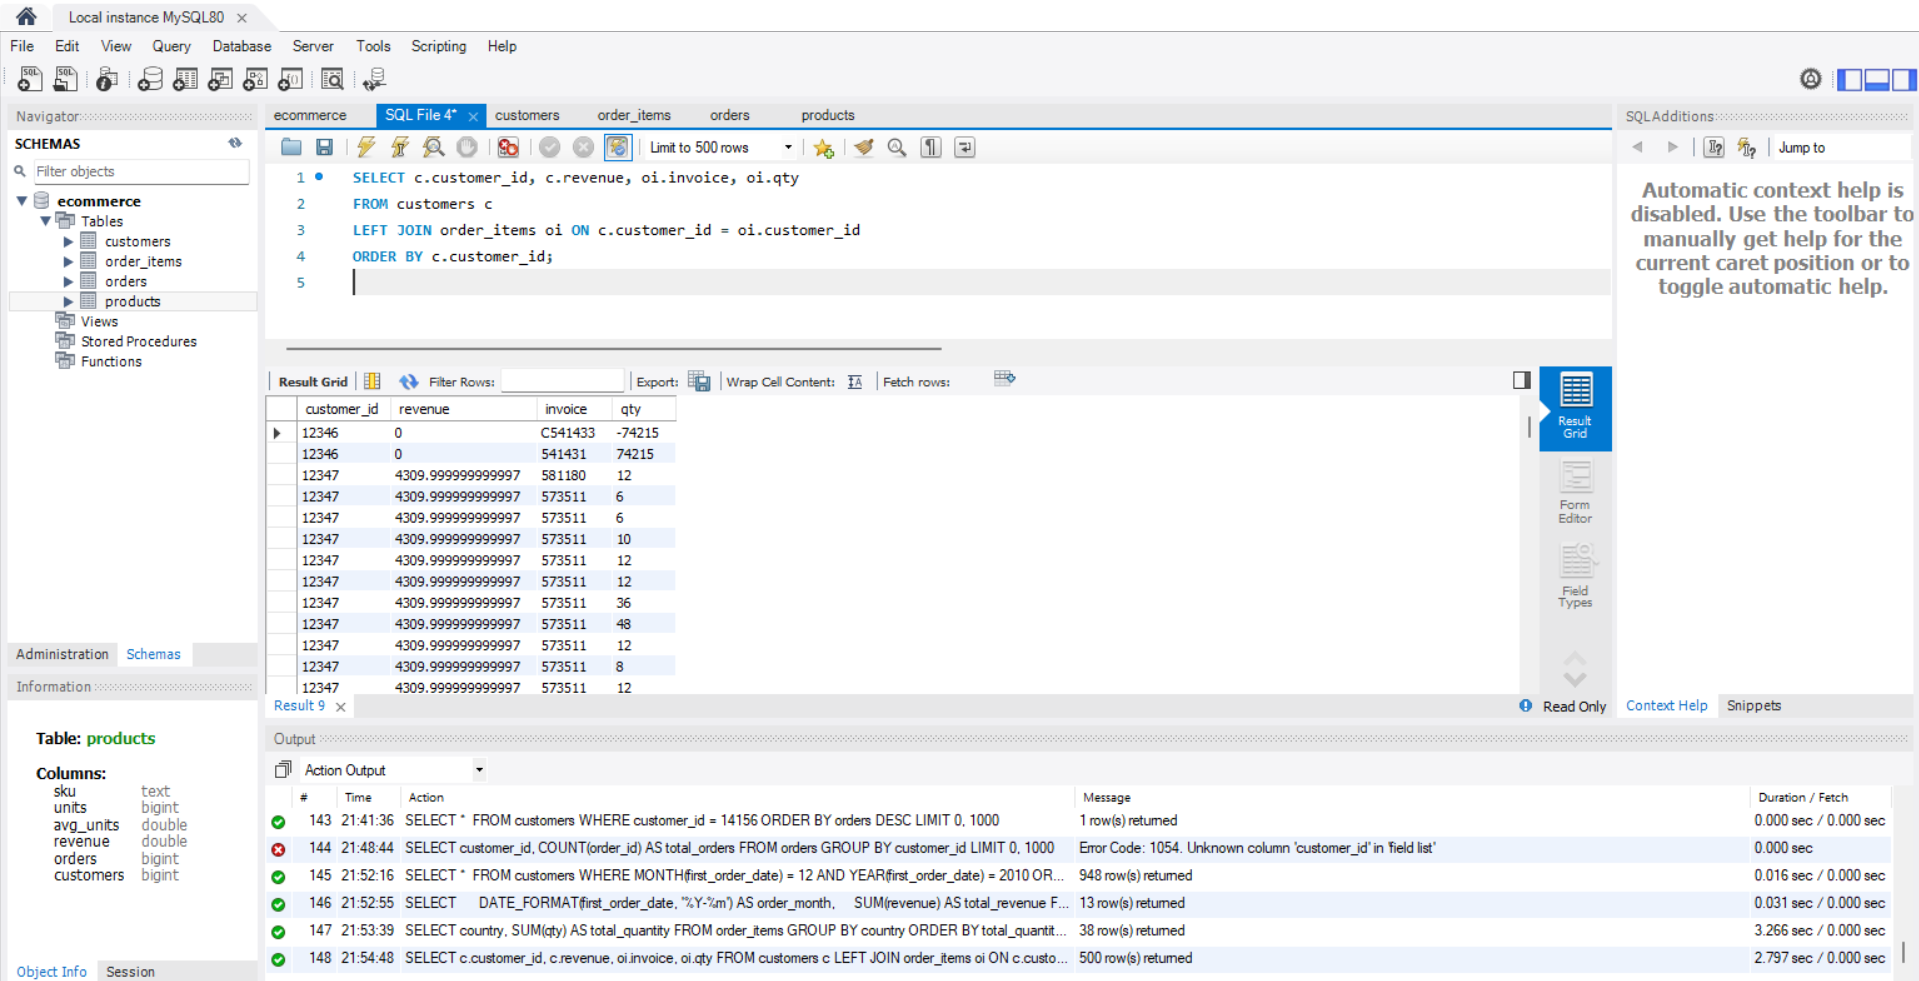 Local instance MySQL80
File Edit View Query Database Server Tools Scripting Help
Navigator
SCHEMAS
Filter objects
ecommerce
Tables
customers
order_items
orders
products
Views
Stored Procedures
Functions
Administration Schemas
Information
Table: products
Columns:
sku text
units bigint
avg_units double
revenue double
orders bigint
customers bigint
Object Info Session
ecommerce SQL File 4* customers order_items orders products
Limit to 500 rows
1 SELECT c.customer_id, c.revenue, oi.invoice, oi.qty
2 FROM customers c
3 LEFT JOIN order_items oi ON c.customer_id = oi.customer_id
4 ORDER BY c.customer_id;
5
Result Grid Filter Rows: Export: Wrap Cell Content: Fetch rows:
customer_id revenue invoice qty
12346 0 C541433 -74215
12346 0 541431 74215
12347 4309.999999999997 581180 12
12347 4309.999999999997 573511 6
12347 4309.999999999997 573511 6
12347 4309.999999999997 573511 10
12347 4309.999999999997 573511 12
12347 4309.999999999997 573511 12
12347 4309.999999999997 573511 36
12347 4309.999999999997 573511 48
12347 4309.999999999997 573511 12
12347 4309.999999999997 573511 8
12347 4309.999999999997 573511 12
Result
Grid
Form
Editor
Field
Types
Result 9
Read Only
SQLAdditions
Jump to
Automatic context help is
disabled. Use the toolbar to
manually get help for the
current caret position or to
toggle automatic help.
Context Help Snippets
Output
Action Output
# Time Action Message Duration / Fetch
143 21:41:36 SELECT * FROM customers WHERE customer_id = 14156 ORDER BY orders DESC LIMIT 0, 1000 1 row(s) returned 0.000 sec / 0.000 sec
144 21:48:44 SELECT customer_id, COUNT(order_id) AS total_orders FROM orders GROUP BY customer_id LIMIT 0, 1000 Error Code: 1054. Unknown column 'customer_id' in 'field list' 0.000 sec
145 21:52:16 SELECT * FROM customers WHERE MONTH(first_order_date) = 12 AND YEAR(first_order_date) = 2010 OR... 948 row(s) returned 0.016 sec / 0.000 sec
146 21:52:55 SELECT DATE_FORMAT(first_order_date, '%Y-%m') AS order_month, SUM(revenue) AS total_revenue F... 13 row(s) returned 0.031 sec / 0.000 sec
147 21:53:39 SELECT country, SUM(qty) AS total_quantity FROM order_items GROUP BY country ORDER BY total_quantit... 38 row(s) returned 3.266 sec / 0.000 sec
148 21:54:48 SELECT c.customer_id, c.revenue, oi.invoice, oi.qty FROM customers c LEFT JOIN order_items oi ON c.custo... 500 row(s) returned 2.797 sec / 0.000 sec